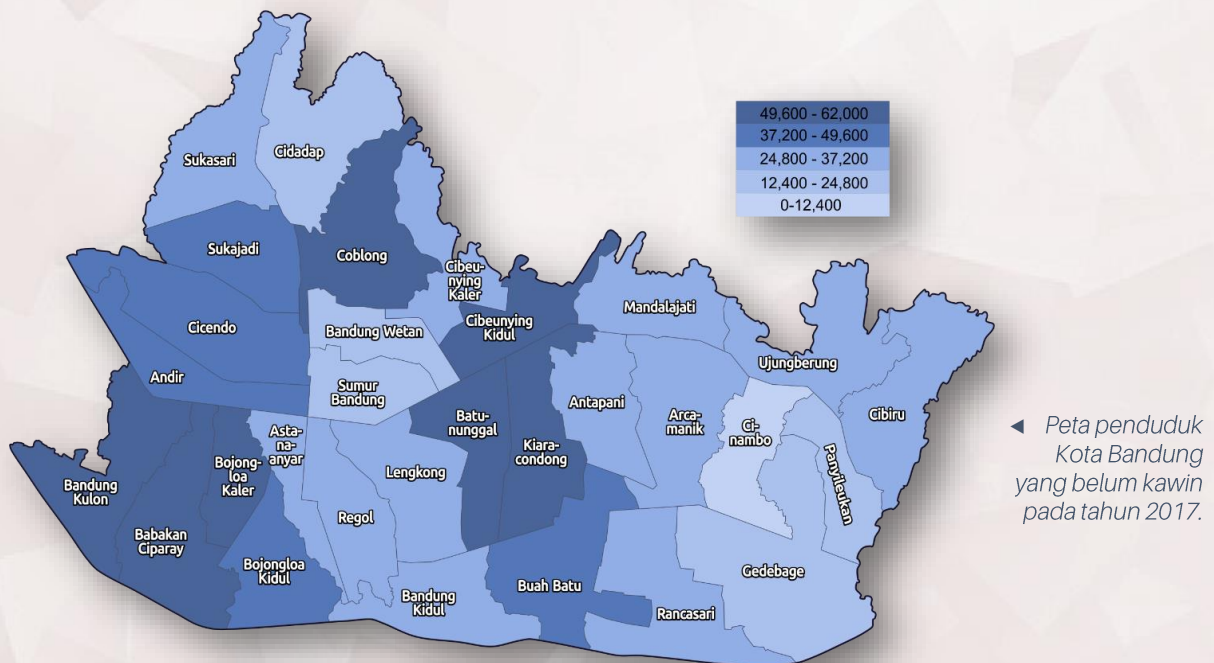 49,600 - 62,000
37,200 - 49,600
24,800 - 37,200
12,400 - 24,800
0-12,400
Sukasari
Cidadap
Sukajadi
Coblong
Cibeu-
nying
Kaler
Cicendo
Bandung Wetan
Cibeunying
Kidul
Mandalajati
Ujungberung
Andir
Sumur
Bandung
Antapani
Arca-
manik
Ci-
nambo
Cibiru
Panyileukan
Asta-
na-
anyar
Batu-
nunggal
Kiara-
condong
Bandung
Kulon
Bojong-
loa
Kaler
Lengkong
Regol
Babakan
Ciparay
Bojongloa
Kidul
Bandung
Kidul
Buah Batu
Rancasari
Gedebage
◄ Peta penduduk
Kota Bandung
yang belum kawin
pada tahun 2017.